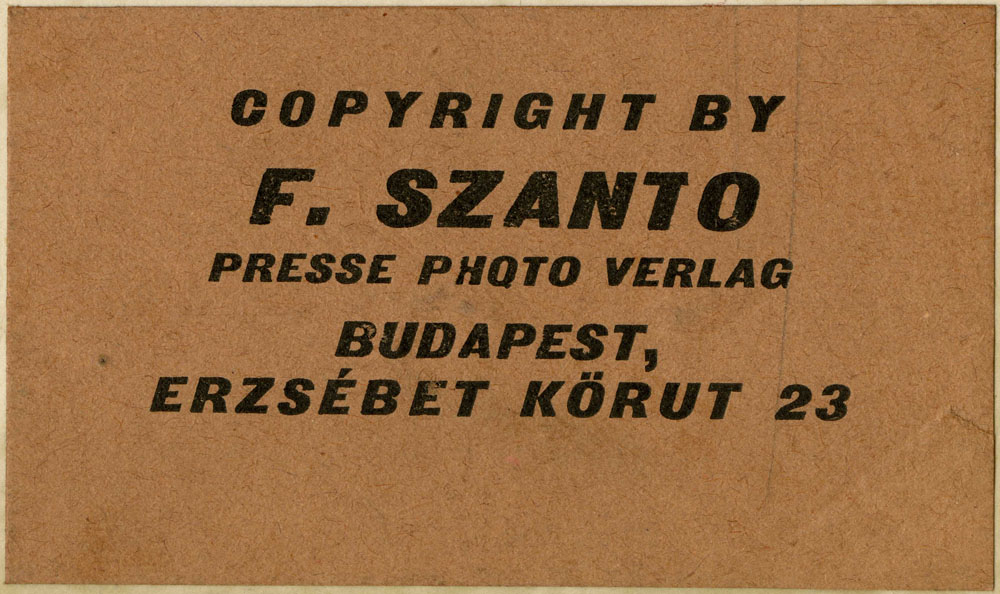 COPYRIGHT BY
F. SZANTO
PRESSE PHOTO VERLAG
BUDAPEST,
ERZSÉBET KÖRUT 23